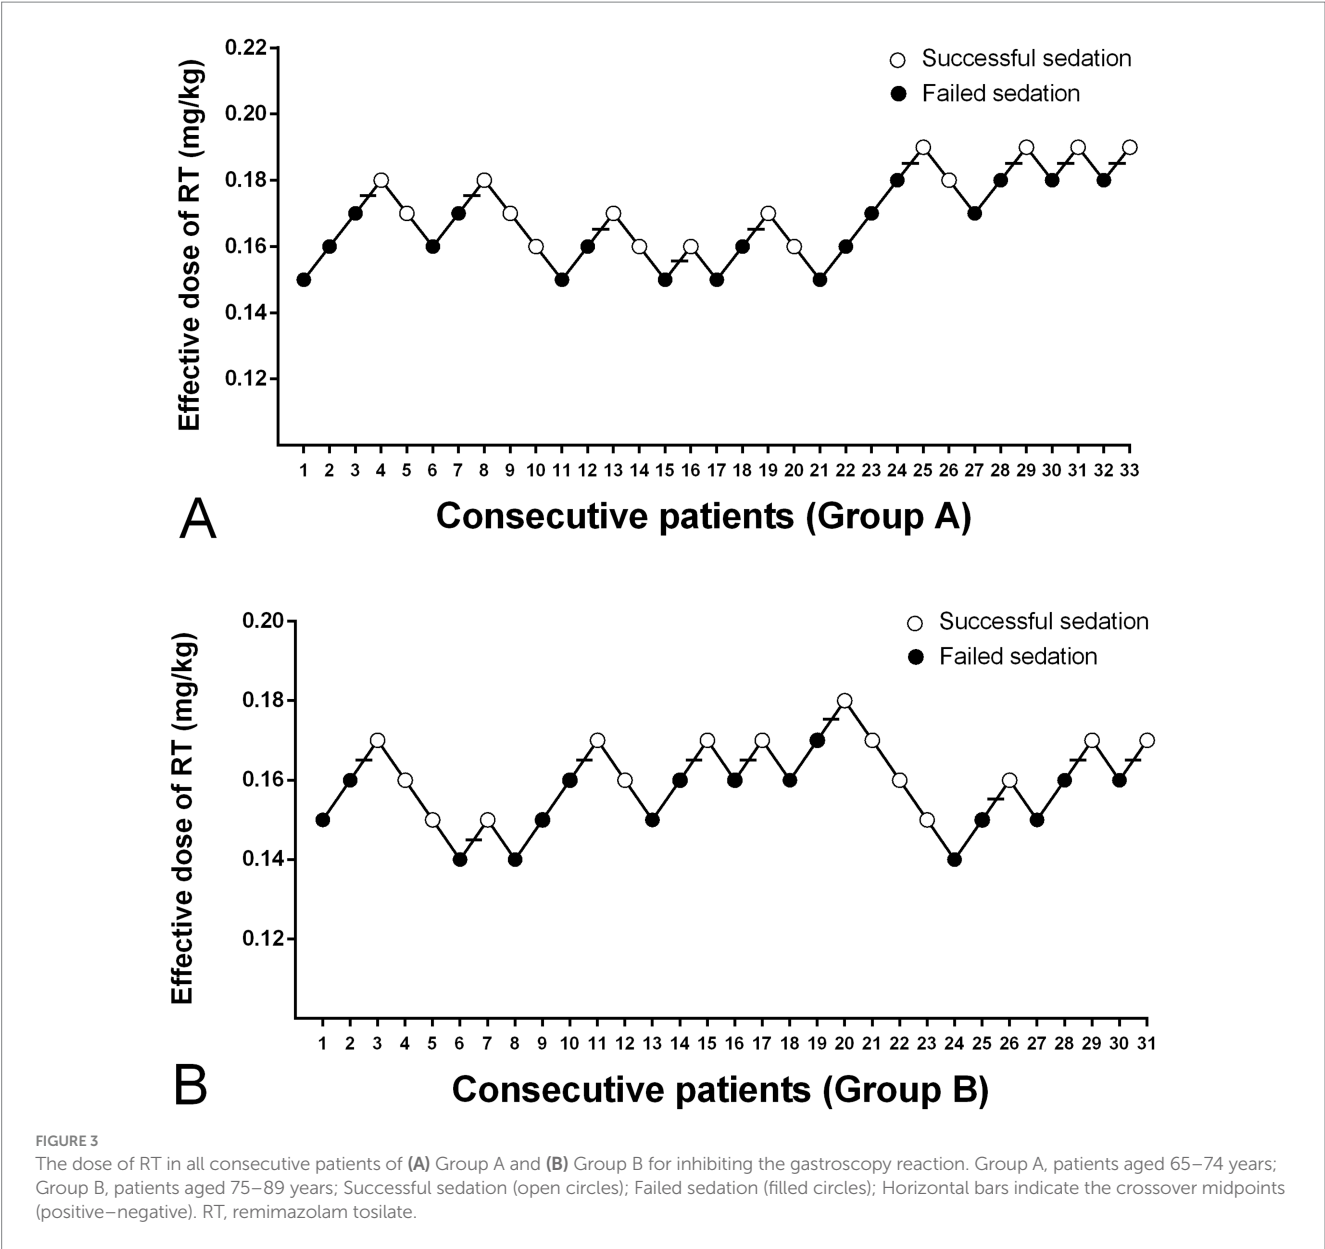 0.22
Successful sedation
Failed sedation
0.20
0.18
0.16
0.14
0.12
Effective dose of RT (mg/kg)
1 2 3 4 5 6 7 8 9 10 11 12 13 14 15 16 17 18 19 20 21 22 23 24 25 26 27 28 29 30 31 32 33
A
Consecutive patients (Group A)
0.20
Successful sedation
Failed sedation
0.18
0.16
0.14
0.12
Effective dose of RT (mg/kg)
1 2 3 4 5 6 7 8 9 10 11 12 13 14 15 16 17 18 19 20 21 22 23 24 25 26 27 28 29 30 31
B
Consecutive patients (Group B)
FIGURE 3
The dose of RT in all consecutive patients of (A) Group A and (B) Group B for inhibiting the gastroscopy reaction. Group A, patients aged 65–74 years;
Group B, patients aged 75–89 years; Successful sedation (open circles); Failed sedation (filled circles); Horizontal bars indicate the crossover midpoints
(positive–negative). RT, remimazolam tosilate.